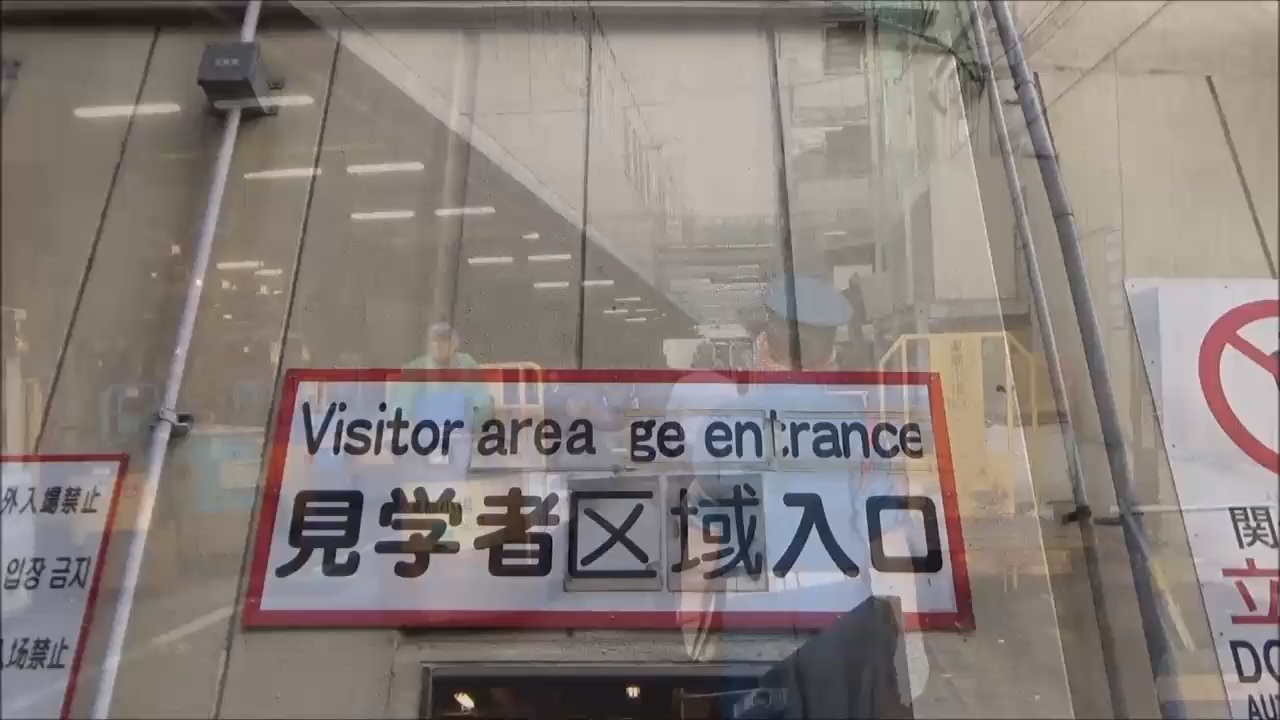 Visitor area ge entrance
見学者区域入口
外入場禁止
입장 금지
入场禁止
関
立
DO
AU